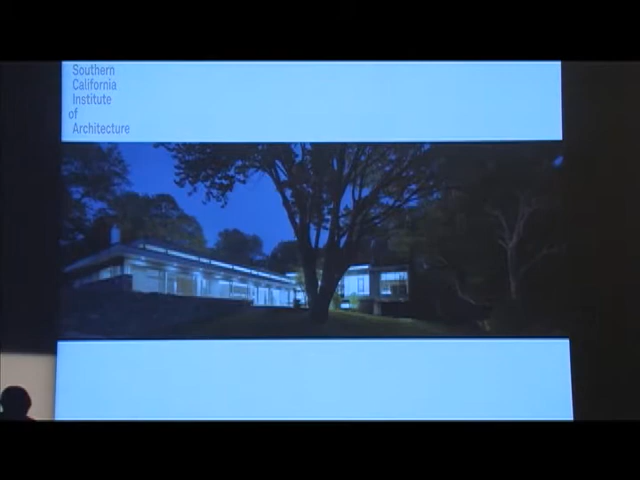 Southern
California
Institute
of
Architecture